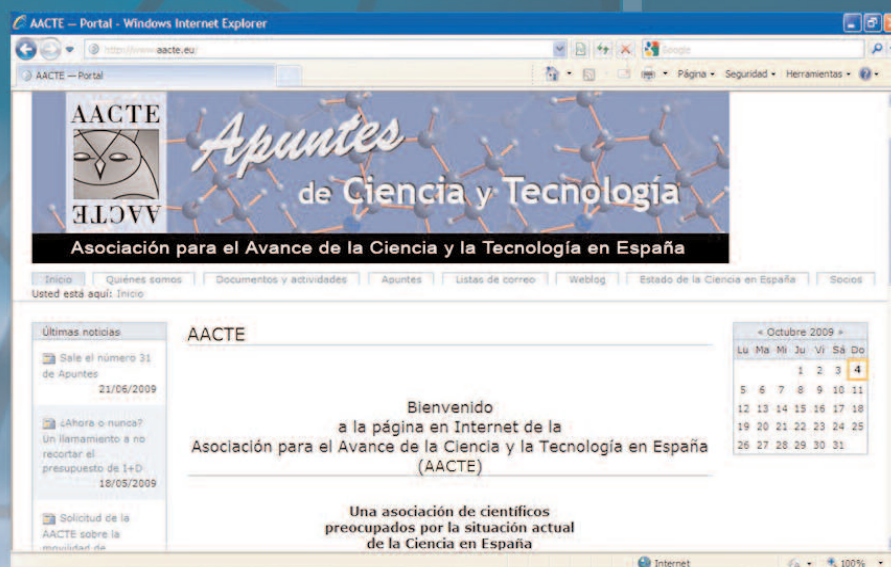 AACTE — Portal - Windows Internet Explorer
http://www.aacte.eu/
Google
AACTE — Portal
Página
Seguridad
Herramientas
AACTE
AACTE
Apuntes
de Ciencia y Tecnología
Asociación para el Avance de la Ciencia y la Tecnología en España
Inicio
Quiénes somos
Documentos y actividades
Apuntes
Listas de correo
Weblog
Estado de la Ciencia en España
Socios
Usted está aquí: Inicio
Últimas noticias
Sale el número 31
de Apuntes
21/06/2009
¿Ahora o nunca?
Un llamamiento a no
recortar el
presupuesto de I+D
18/05/2009
Solicitud de la
AACTE sobre la
movilidad de
AACTE
Bienvenido
a la página en Internet de la
Asociación para el Avance de la Ciencia y la Tecnología en España
(AACTE)
Una asociación de científicos
preocupados por la situación actual
de la Ciencia en España
« Octubre 2009 »
Lu Ma Mi Ju Vi Sá Do
1 2 3 4
5 6 7 8 9 10 11
12 13 14 15 16 17 18
19 20 21 22 23 24 25
26 27 28 29 30 31
Internet
100%